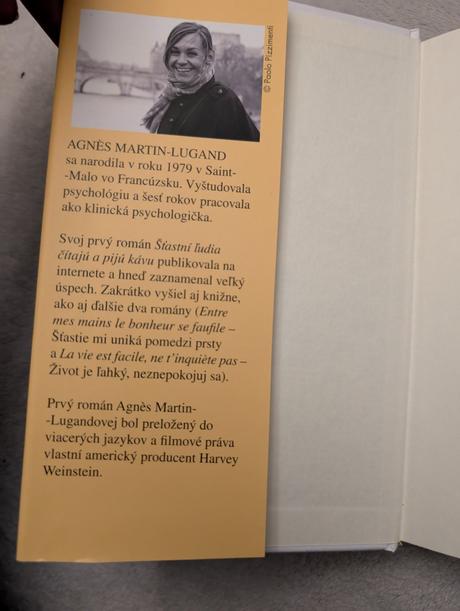 © Paolo Pizzimenti
AGNÈS MARTIN-LUGAND
sa narodila v roku 1979 v Saint-
-Malo vo Francúzsku. Vyštudovala
psychológiu a šesť rokov pracovala
ako klinická psychologička.
Svoj prvý román Šťastní ľudia
čítajú a pijú kávu publikovala na
internete a hneď zaznamenal veľký
úspech. Zakrátko vyšiel aj knižne,
ako aj ďalšie dva romány (Entre
mes mains le bonheur se faufile –
Šťastie mi uniká pomedzi prsty
a La vie est facile, ne t'inquiète pas –
Život je ľahký, neznepokojuj sa).
Prvý román Agnès Martin-
-Lugandovej bol preložený do
viacerých jazykov a filmové práva
vlastní americký producent Harvey
Weinstein.